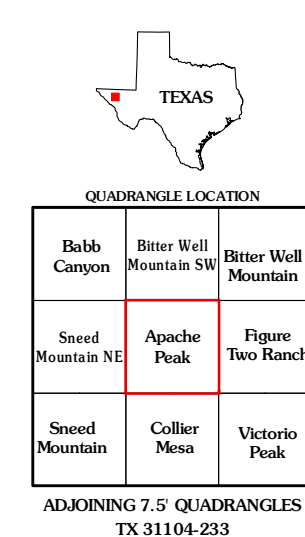 TEXAS
QUADRANGLE LOCATION
Babb
Canyon
Bitter Well
Mountain SW
Bitter Well
Mountain
Sneed
Mountain NE
Apache
Peak
Figure
Two Ranch
Sneed
Mountain
Collier
Mesa
Victorio
Peak
ADJOINING 7.5' QUADRANGLES
TX 31104-233